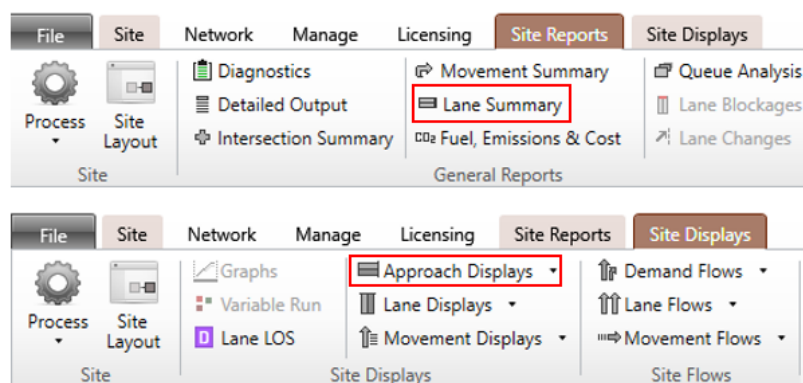 File Site Network Manage Licensing Site Reports Site Displays
Process
Site Layout
Diagnostics
Detailed Output
Intersection Summary
Movement Summary
Lane Summary
CO₂ Fuel, Emissions & Cost
Queue Analysis
Lane Blockages
Lane Changes
Site
General Reports
File Site Network Manage Licensing Site Reports Site Displays
Process
Site Layout
Graphs
Variable Run
D Lane LOS
Approach Displays
Lane Displays
Movement Displays
Demand Flows
Lane Flows
Movement Flows
Site
Site Displays
Site Flows